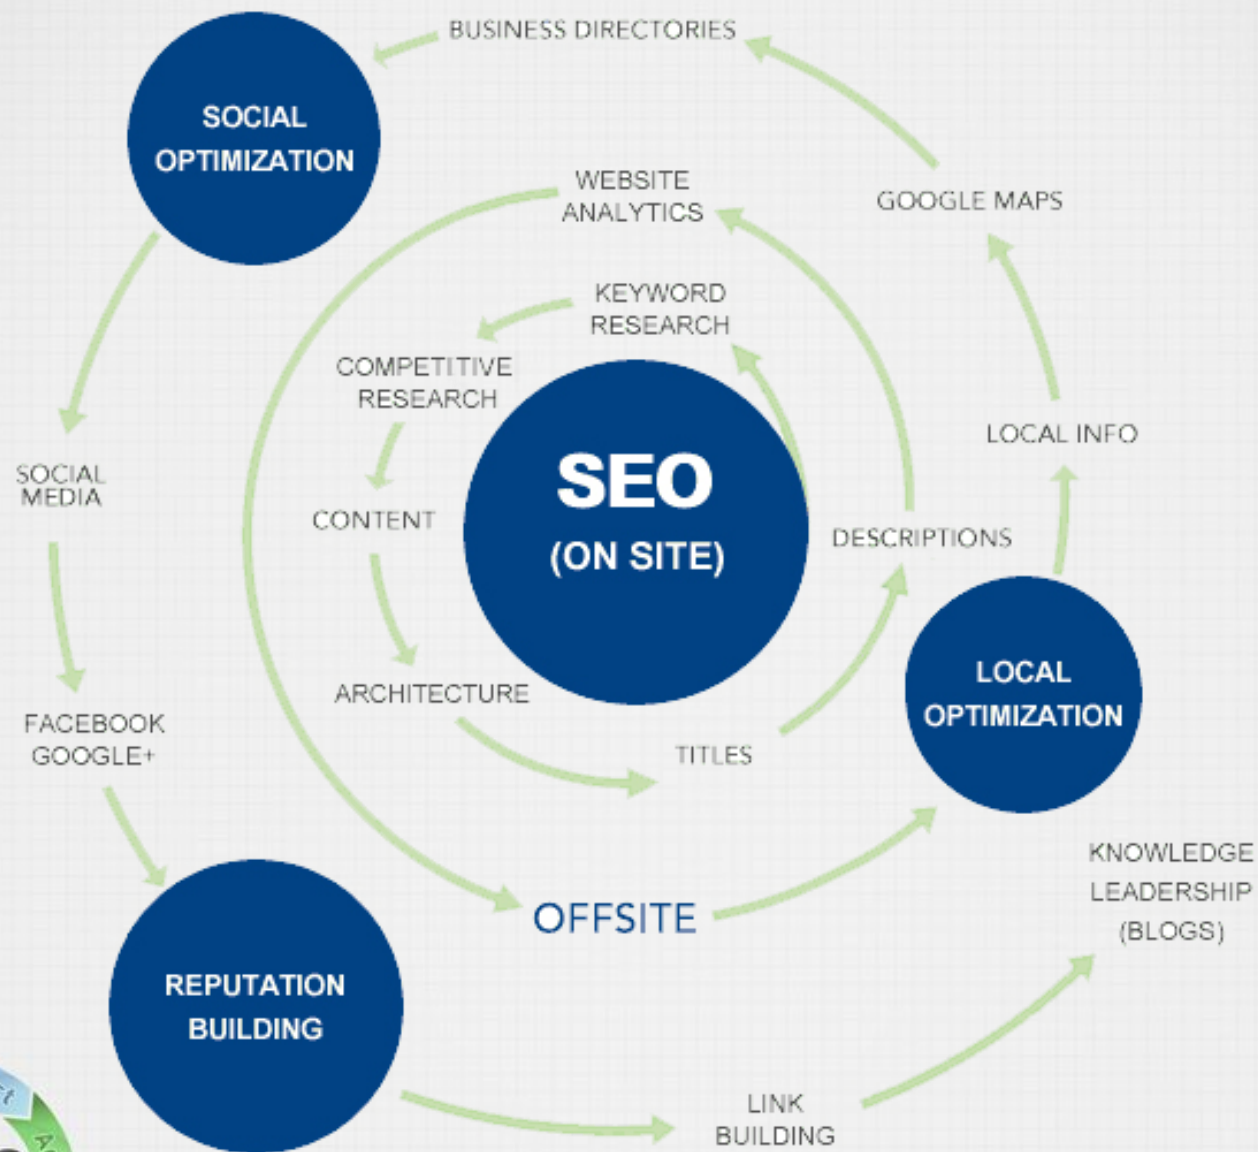 BUSINESS DIRECTORIES
SOCIAL
OPTIMIZATION
WEBSITE
ANALYTICS
GOOGLE MAPS
KEYWORD
RESEARCH
COMPETITIVE
RESEARCH
LOCAL INFO
SOCIAL
MEDIA
SEO
(ON SITE)
CONTENT
DESCRIPTIONS
LOCAL
OPTIMIZATION
ARCHITECTURE
FACEBOOK
GOOGLE+
TITLES
KNOWLEDGE
LEADERSHIP
(BLOGS)
OFFSITE
REPUTATION
BUILDING
LINK
BUILDING